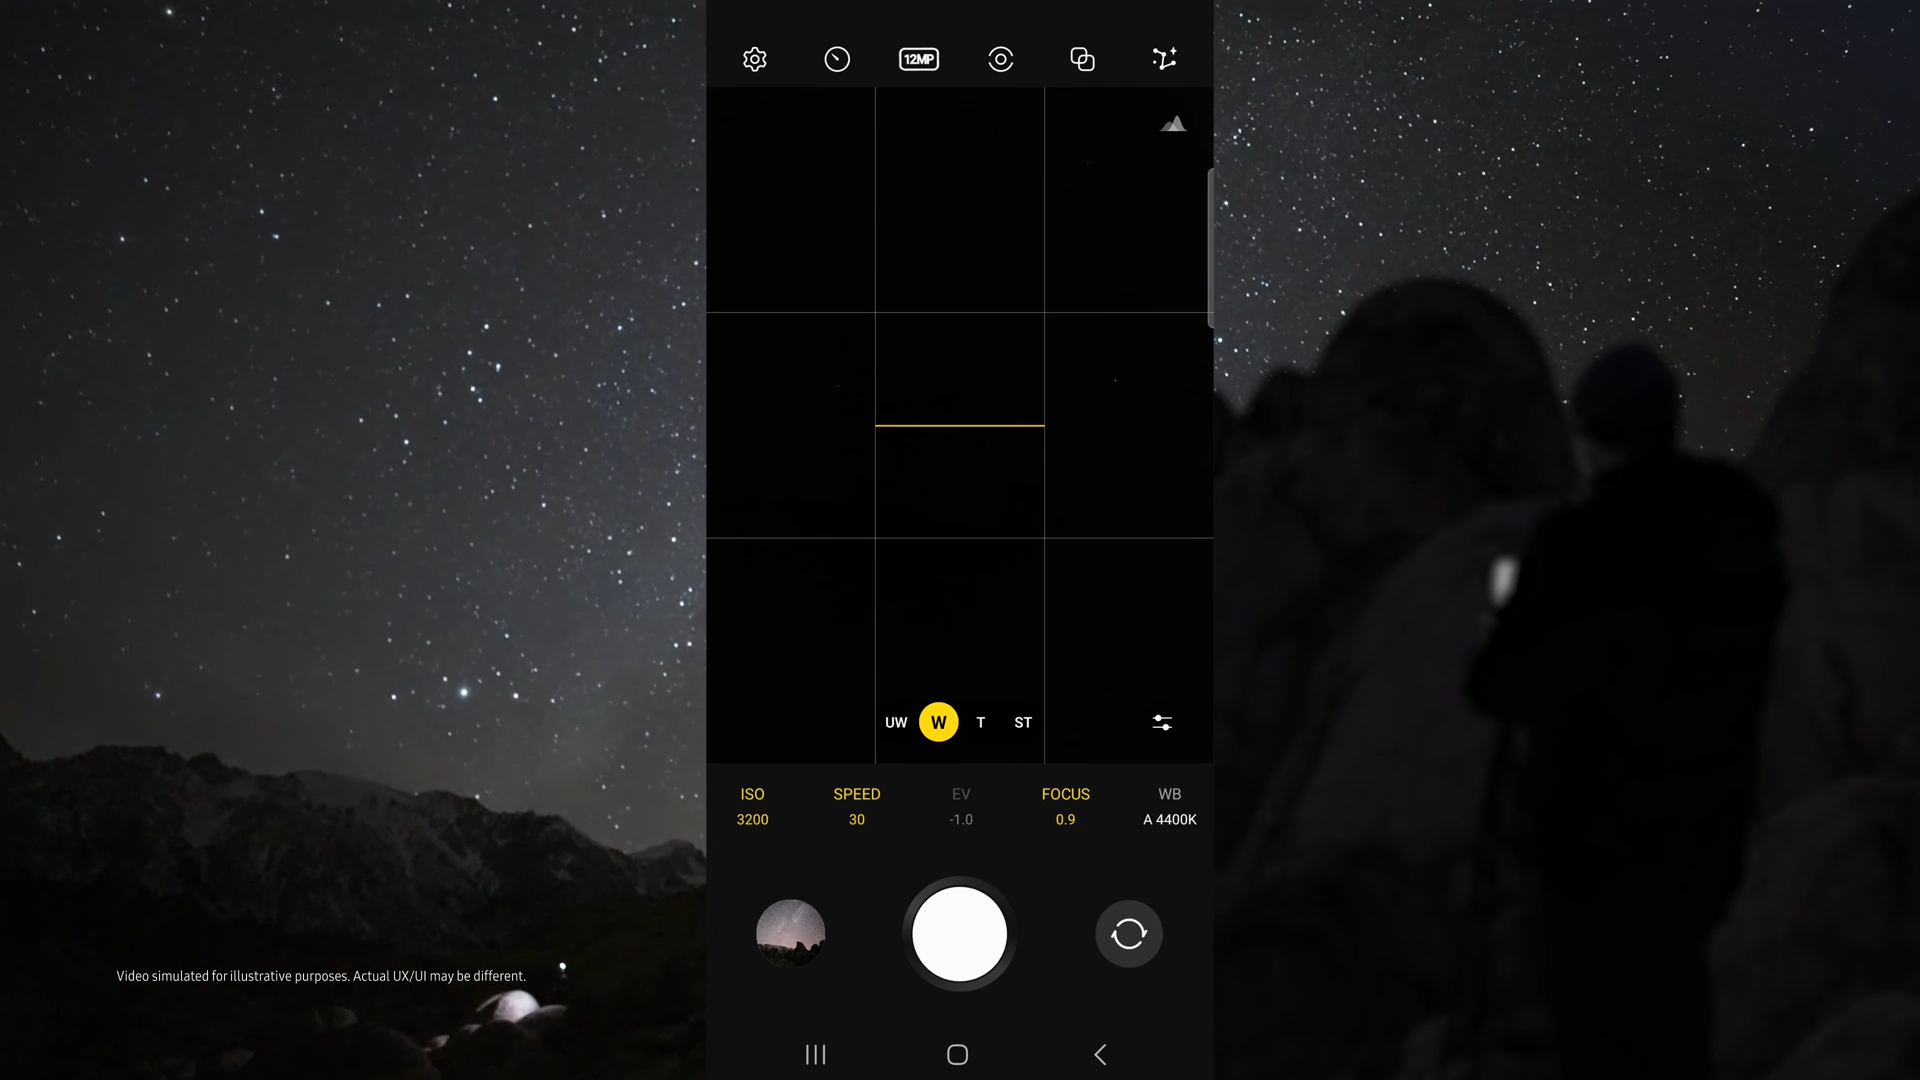 12MP
UW W T ST
ISO SPEED EV FOCUS WB
3200 30 -1.0 0.9 A 4400K
Video simulated for illustrative purposes. Actual UX/UI may be different.